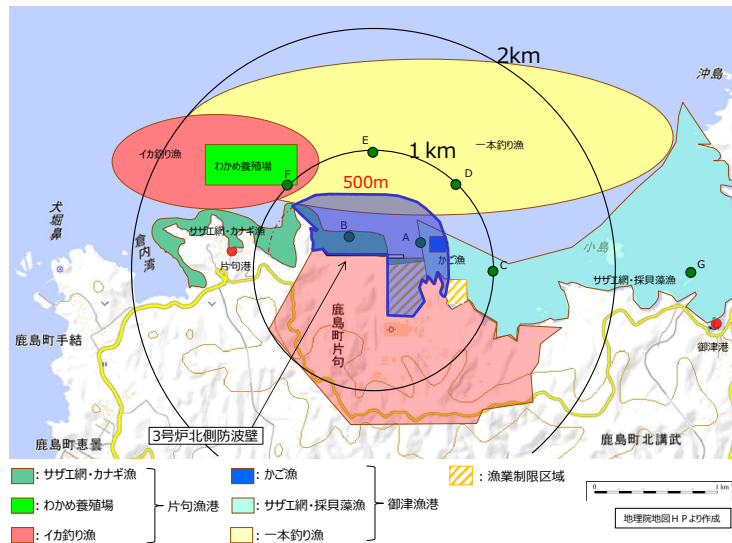 2km
沖島
E
一本釣り漁
イカ釣り漁
わかめ養殖場
1 km
D
F
500m
犬堀鼻
倉内湾
サザエ網・カナギ漁
B
A
小島
片句港
かご漁
C
G
サザエ網・採貝藻漁
御津港
鹿島町手結
鹿島町片句
3号炉北側防波壁
鹿島町恵曇
鹿島町北講武
：サザエ網・カナギ漁
：わかめ養殖場
：イカ釣り漁
片句漁港
：かご漁
：サザエ網・採貝藻漁
：一本釣り漁
御津漁港
：漁業制限区域
1 km
地理院地図ＨＰより作成